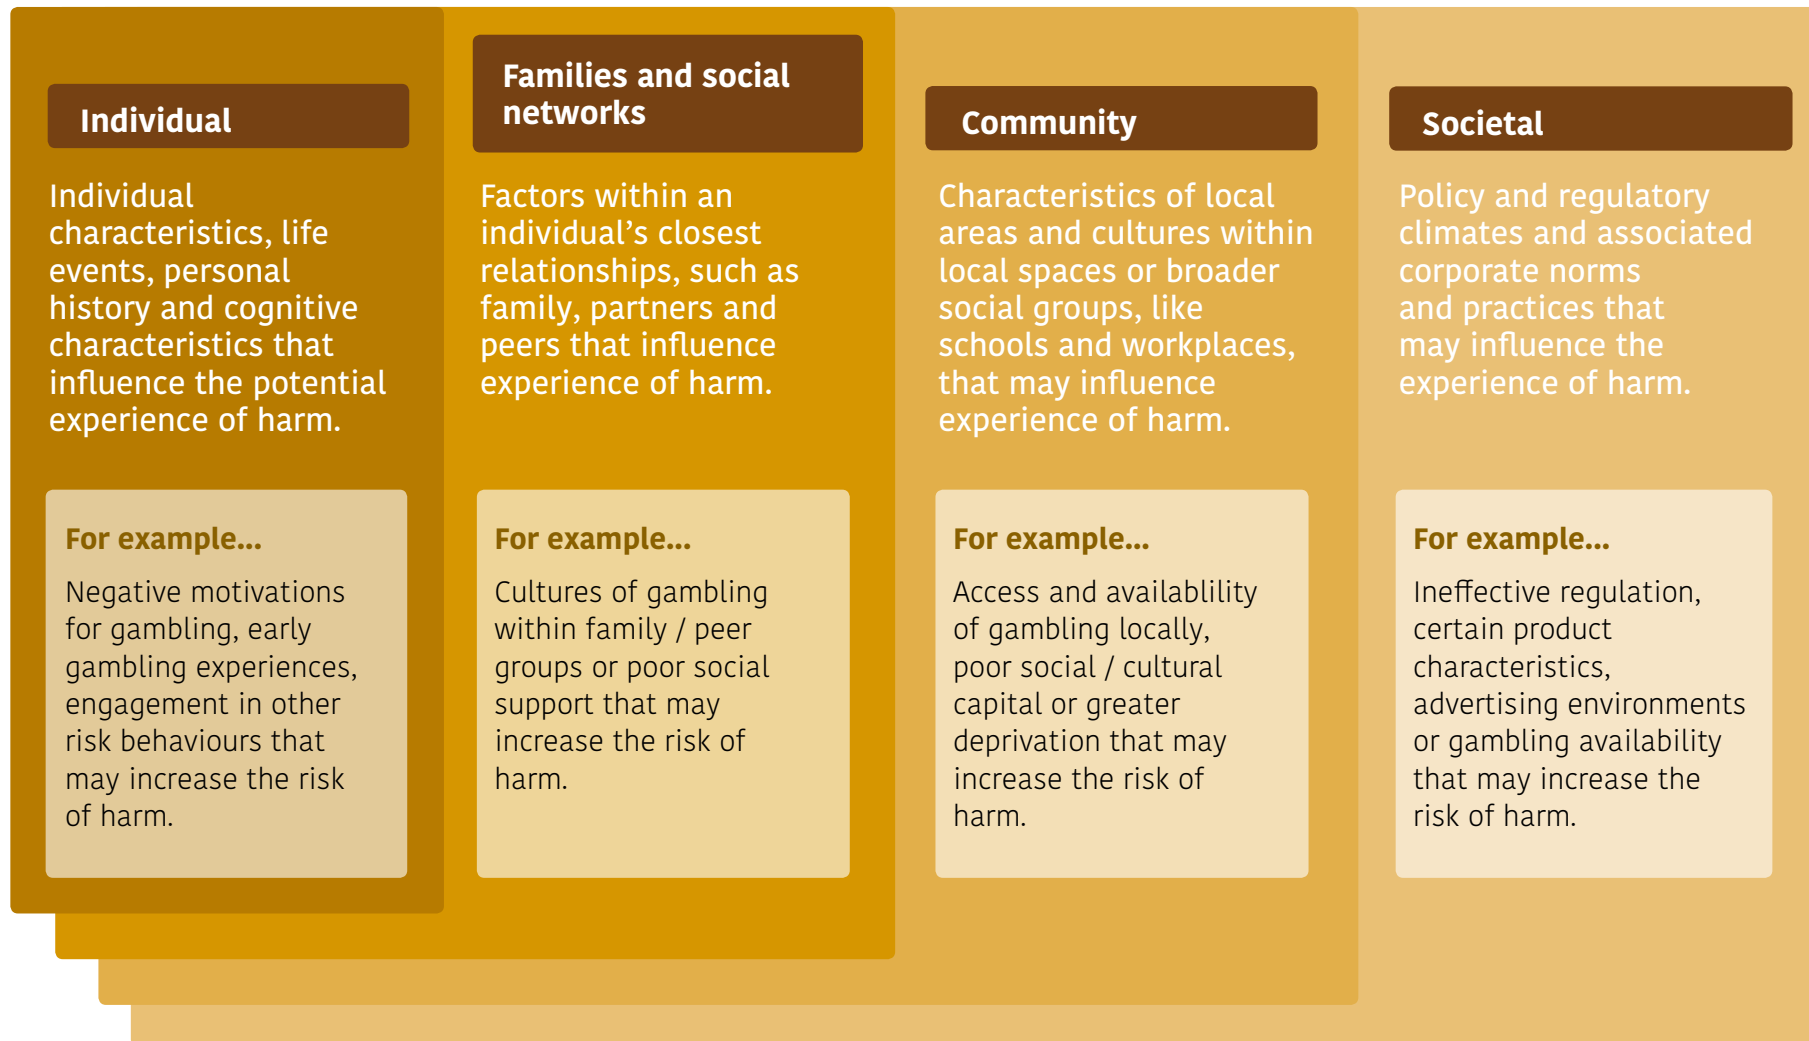 Individual
Individual
characteristics, life
events, personal
history and cognitive
characteristics that
influence the potential
experience of harm.
For example...
Negative motivations
for gambling, early
gambling experiences,
engagement in other
risk behaviours that
may increase the risk
of harm.
Families and social
networks
Factors within an
individual’s closest
relationships, such as
family, partners and
peers that influence
experience of harm.
For example...
Cultures of gambling
within family / peer
groups or poor social
support that may
increase the risk of
harm.
Community
Characteristics of local
areas and cultures within
local spaces or broader
social groups, like
schools and workplaces,
that may influence
experience of harm.
For example...
Access and availablility
of gambling locally,
poor social / cultural
capital or greater
deprivation that may
increase the risk of
harm.
Societal
Policy and regulatory
climates and associated
corporate norms
and practices that
may influence the
experience of harm.
For example...
Ineffective regulation,
certain product
characteristics,
advertising environments
or gambling availability
that may increase the
risk of harm.